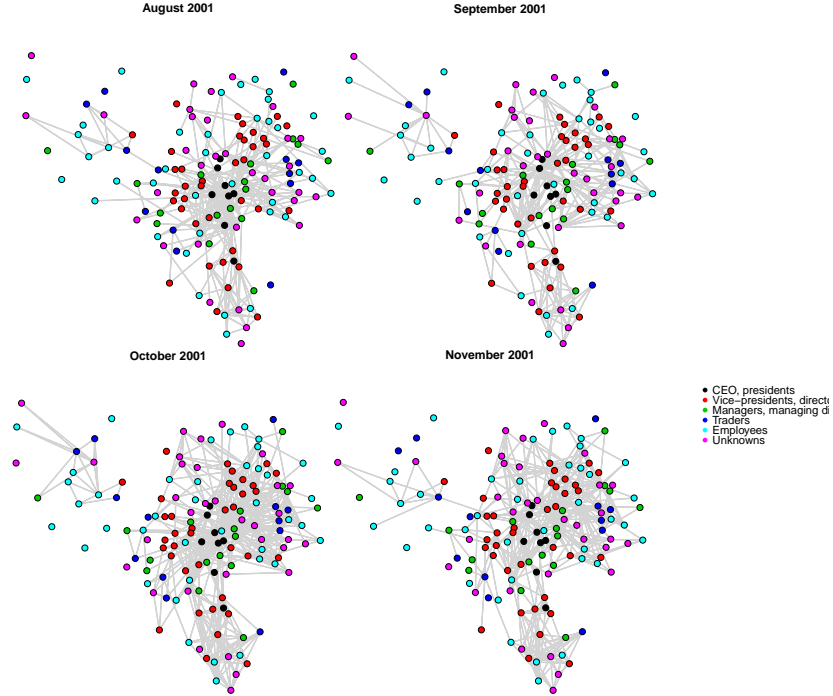 August 2001
September 2001
October 2001
November 2001
CEO, presidents
Vice−presidents, directo
Managers, managing di
Traders
Employees
Unknowns